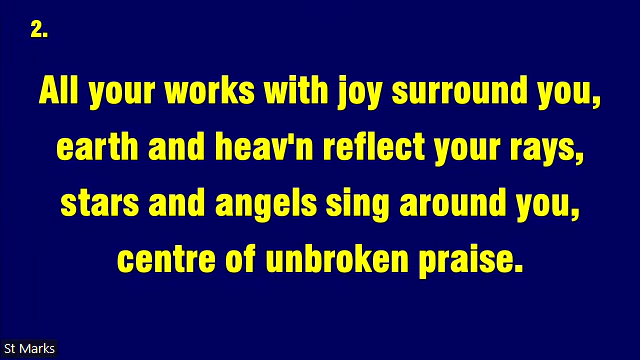 2.
All your works with joy surround you,
earth and heav'n reflect your rays,
stars and angels sing around you,
centre of unbroken praise.
St Marks